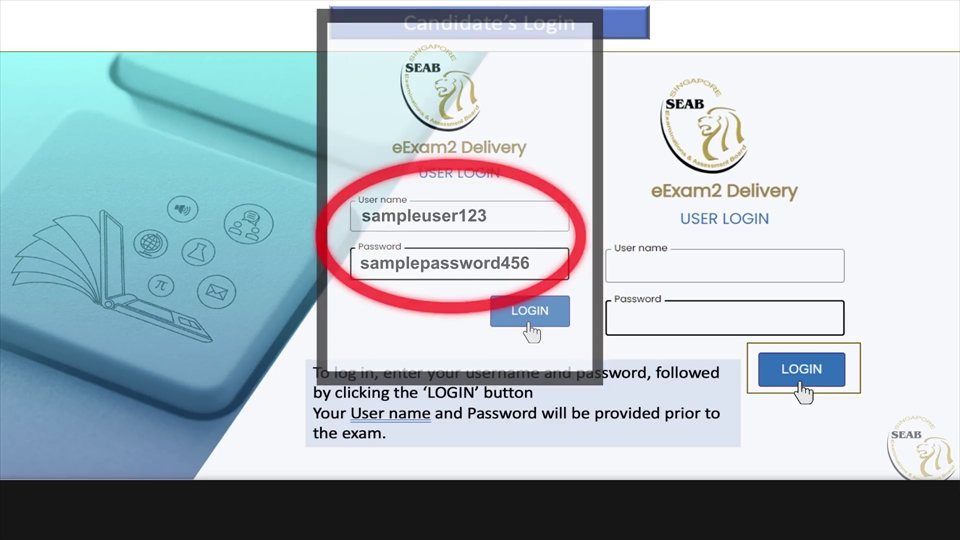 Candidate's Login
SINGAPORE
SEAB
Examinations & Assessment Board
eExam2 Delivery
USER LOGIN
User name
sampleuser123
Password
samplepassword456
LOGIN
To log in, enter your username and password, followed
by clicking the ‘LOGIN’ button
Your User name and Password will be provided prior to
the exam.
SINGAPORE
SEAB
Examinations & Assessment Board
eExam2 Delivery
USER LOGIN
User name
Password
LOGIN
SINGAPORE
SEAB
π